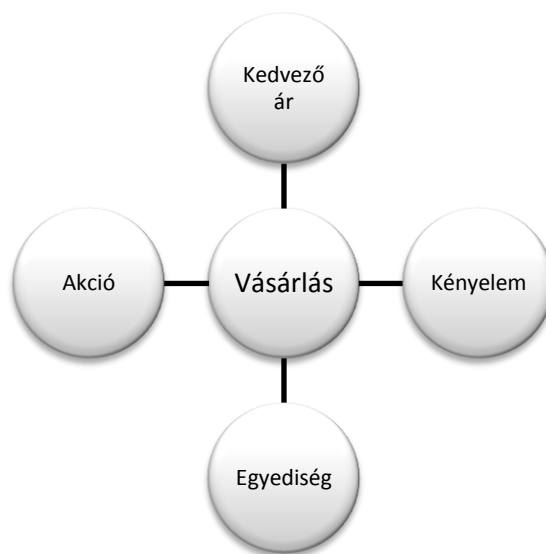 Kedvező
ár
Akció
Vásárlás
Kényelem
Egyediség